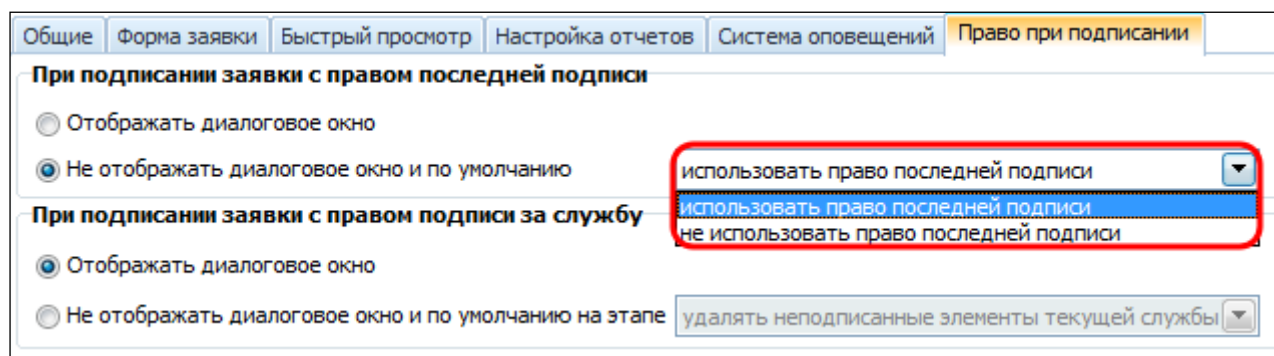 Общие Форма заявки Быстрый просмотр Настройка отчетов Система оповещений Право при подписании
При подписании заявки с правом последней подписи
Отображать диалоговое окно
Не отображать диалоговое окно и по умолчанию использовать право последней подписи
использовать право последней подписи
не использовать право последней подписи
При подписании заявки с правом подписи за службу
Отображать диалоговое окно
Не отображать диалоговое окно и по умолчанию на этапе удалять неподписанные элементы текущей службы